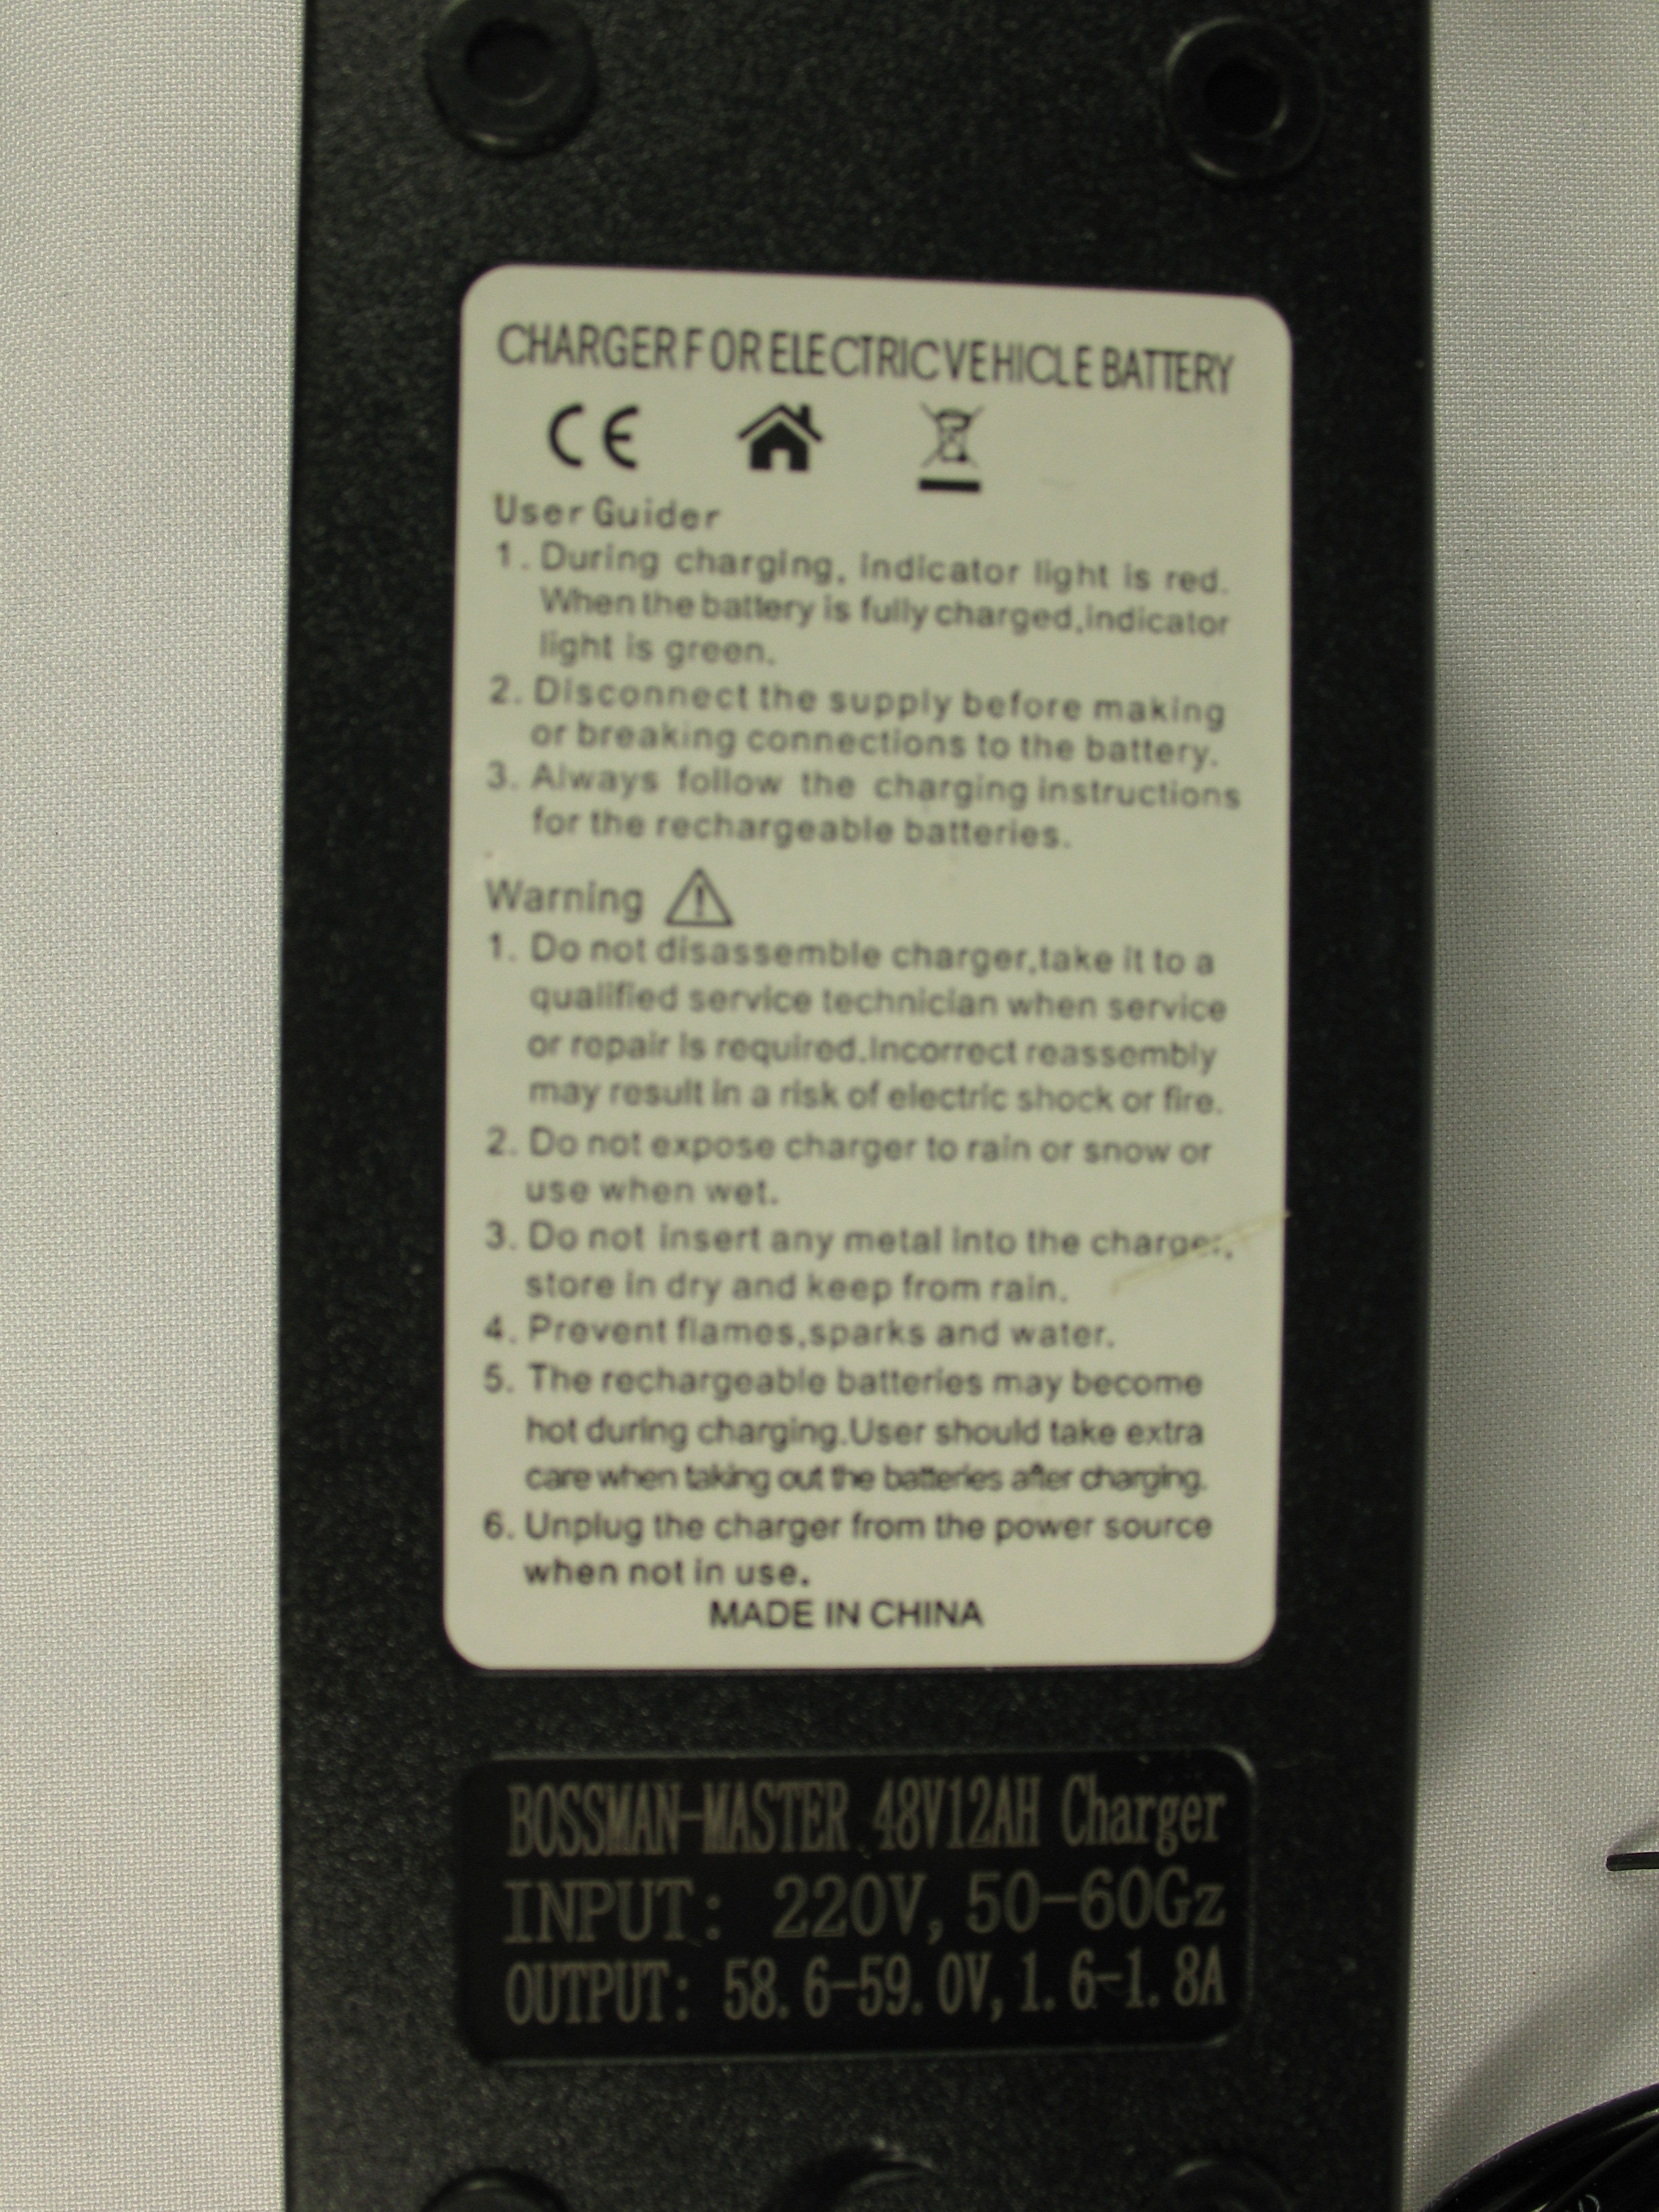 CHARGER FOR ELECTRIC VEHICLE BATTERY
CE
User Guider
1. During charging, indicator light is red.
When the battery is fully charged,indicator
light is green.
2. Disconnect the supply before making
or breaking connections to the battery.
3. Always follow the charging instructions
for the rechargeable batteries.
Warning
1. Do not disassemble charger,take it to a
qualified service technician when service
or repair is required.Incorrect reassembly
may result in a risk of electric shock or fire.
2. Do not expose charger to rain or snow or
use when wet.
3. Do not insert any metal into the charger,
store in dry and keep from rain.
4. Prevent flames,sparks and water.
5. The rechargeable batteries may become
hot during charging.User should take extra
care when taking out the batteries after charging.
6. Unplug the charger from the power source
when not in use.
MADE IN CHINA
BOSSMAN-MASTER 48V12AH Charger
INPUT: 220V, 50-60Gz
OUTPUT: 58.6-59.0V, 1.6-1.8A